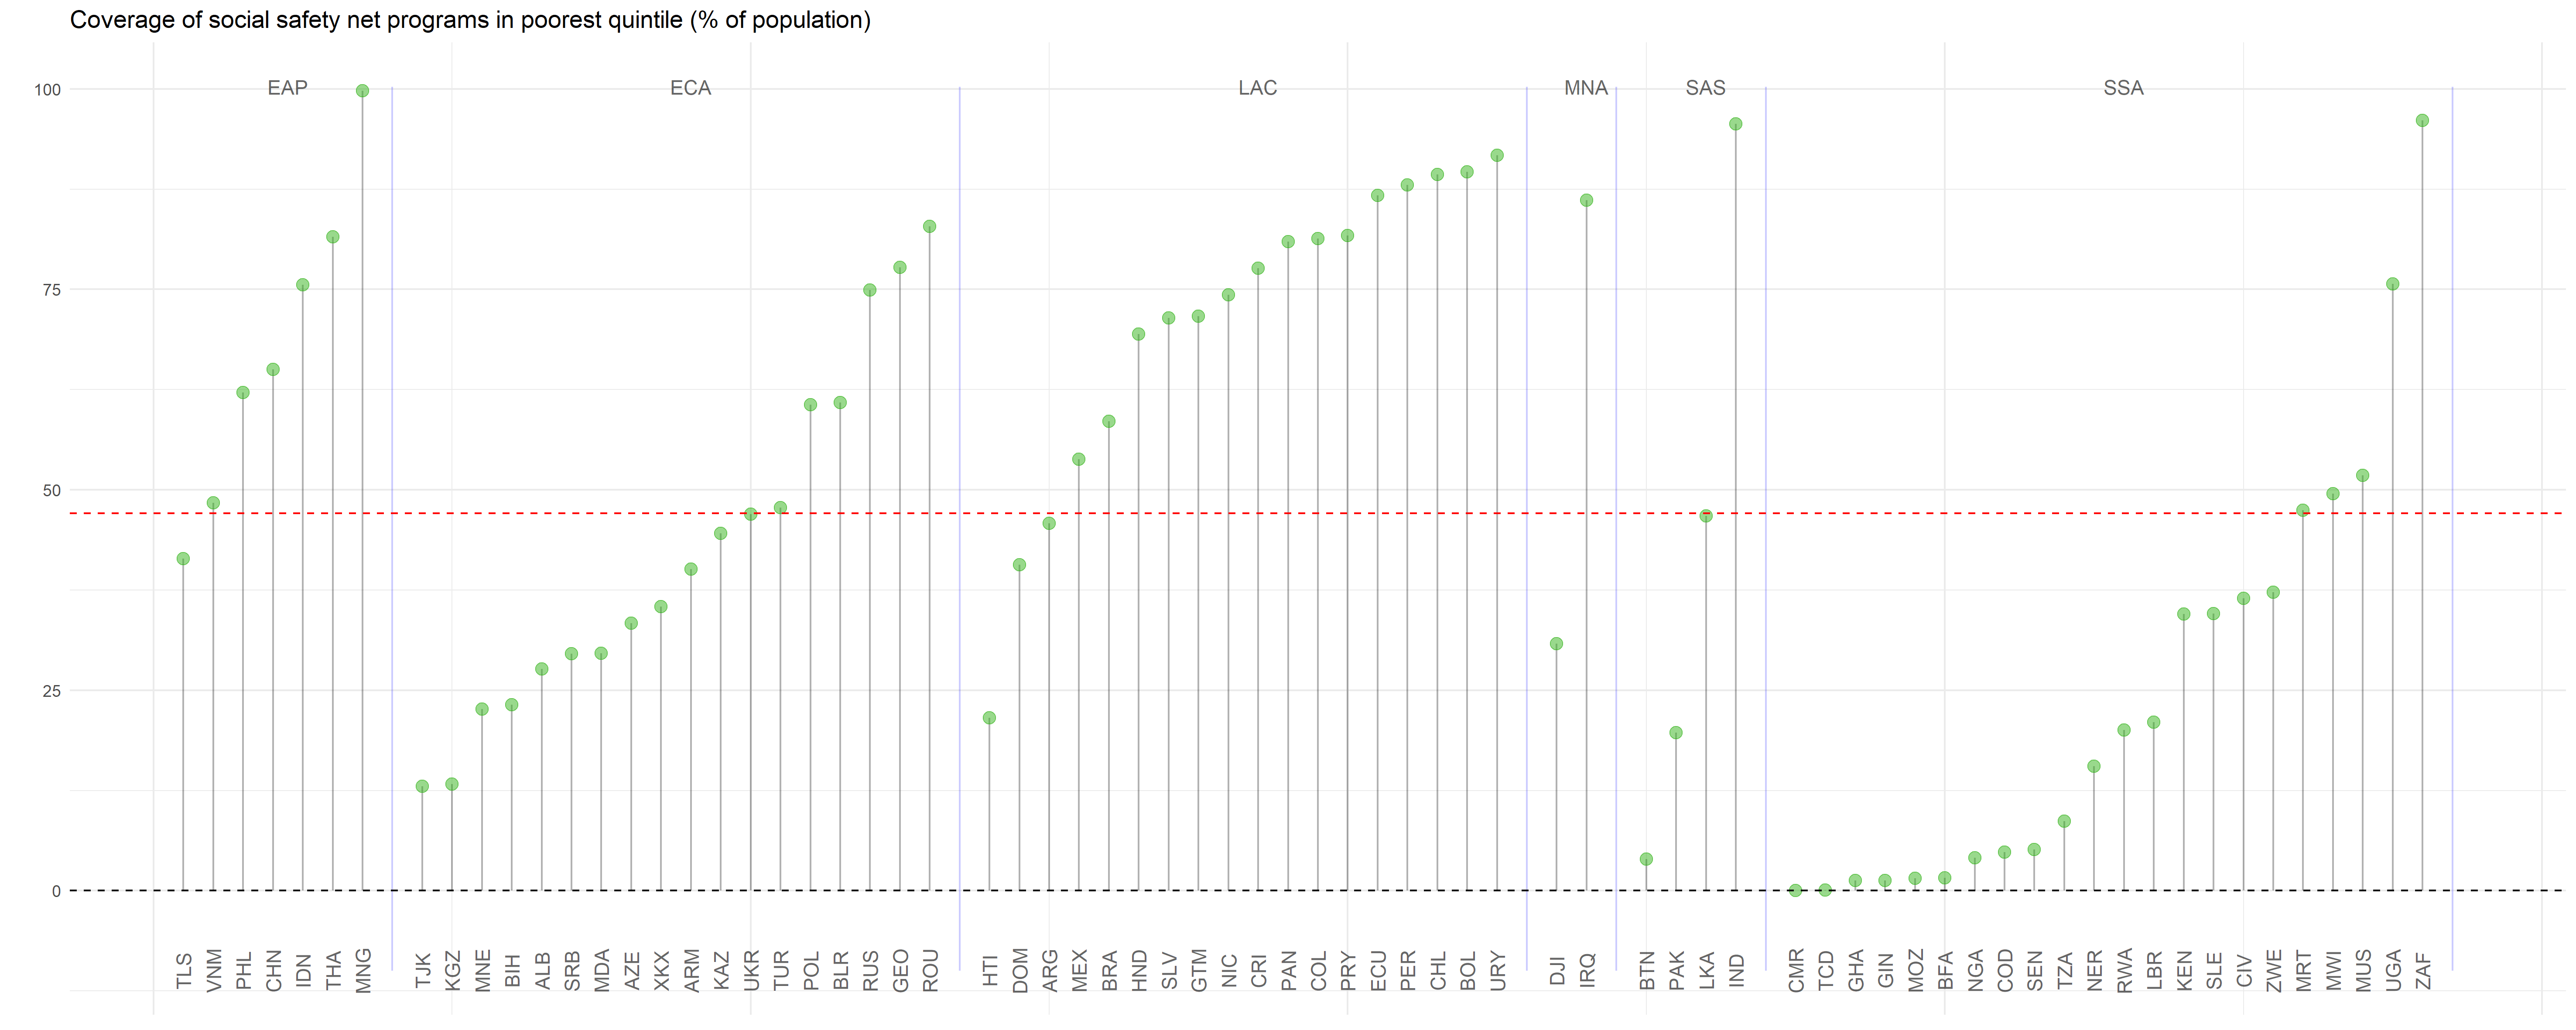 Coverage of social safety net programs in poorest quintile (% of population)
EAP ECA LAC MNA SAS SSA
100
75
50
25
0
TLS VNM PHL CHN IDN THA MNG TJK KGZ MNE BIH ALB SRB MDA AZE XKX ARM KAZ UKR TUR POL BLR RUS GEO ROU HTI DOM ARG MEX BRA HND SLV GTM NIC CRI PAN COL PRY ECU PER CHL BOL URY DJI IRQ BTN PAK LKA IND CMR TCD GHA GIN MOZ BFA NGA COD SEN TZA NER RWA LBR KEN SLE CIV ZWE MRT MWI MUS UGA ZAF